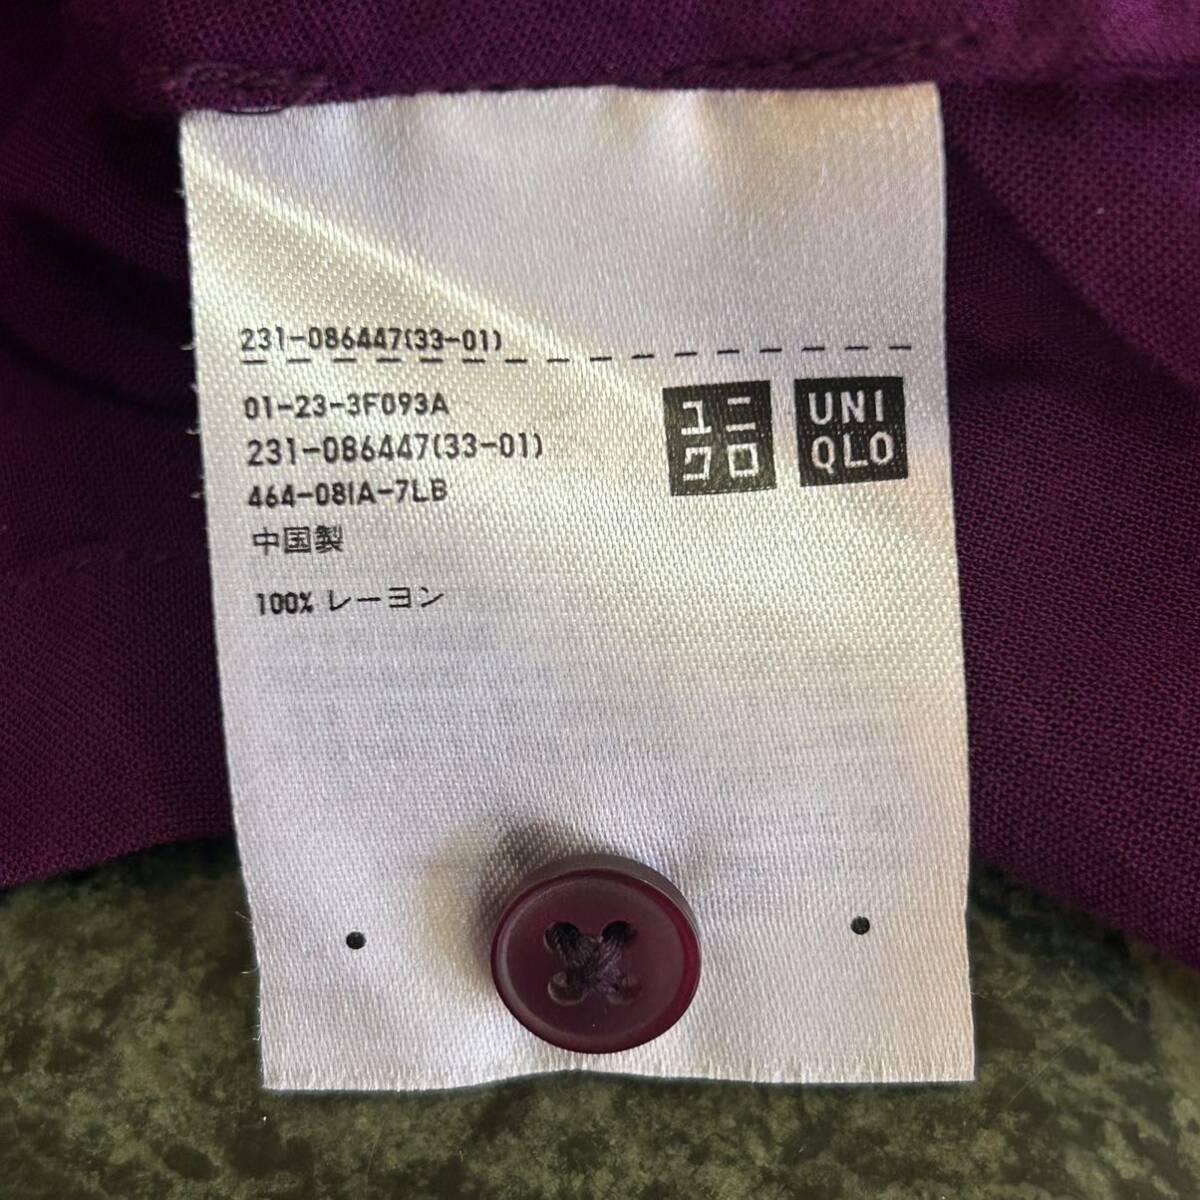 231-086447(33-01)
01-23-3F093A
231-086447(33-01)
464-081A-7LB
中国製
100% レーヨン
ユニ
クロ
UNI
QLO